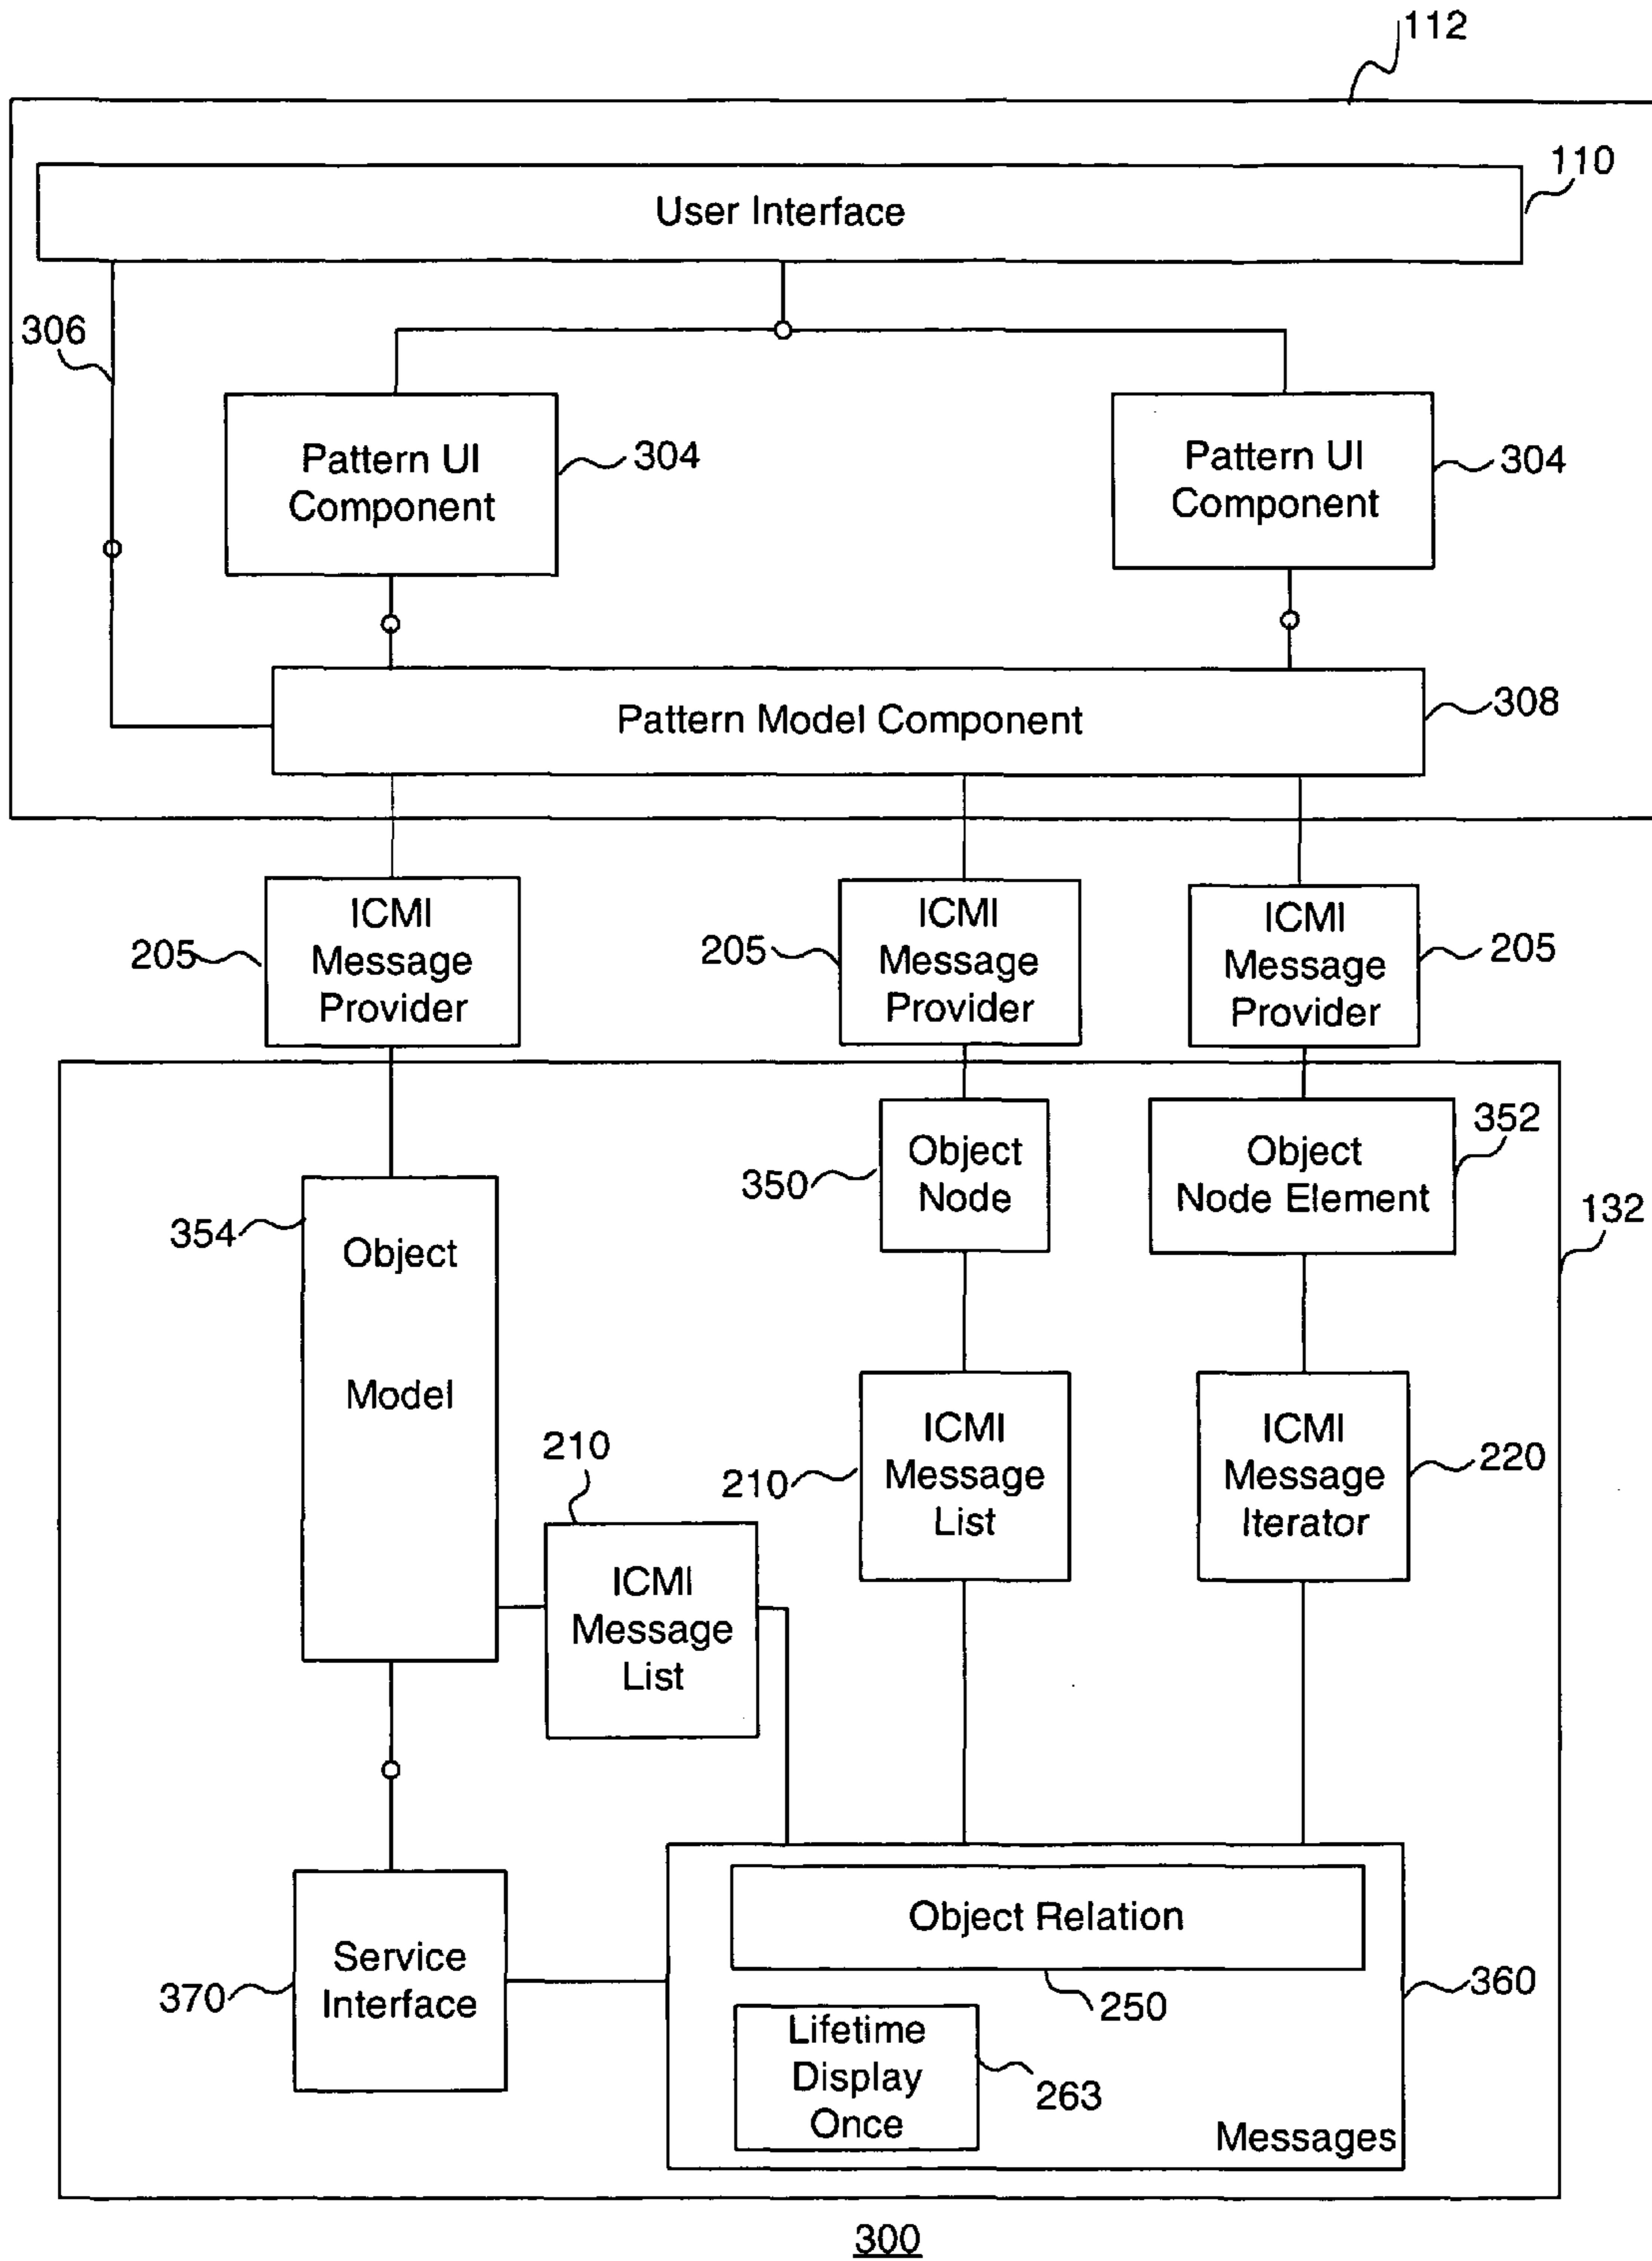 112
110
User Interface
306
Pattern UI
Component
304
Pattern UI
Component
304
Pattern Model Component
308
ICMI
Message
Provider
205
ICMI
Message
Provider
205
ICMI
Message
Provider
205
Object
Node
350
Object
Node Element
352
132
354
Object
Model
210
ICMI
Message
List
210
ICMI
Message
List
ICMI
Message
Iterator
220
Object Relation
250
360
370
Service
Interface
Lifetime
Display
Once
263
Messages
300